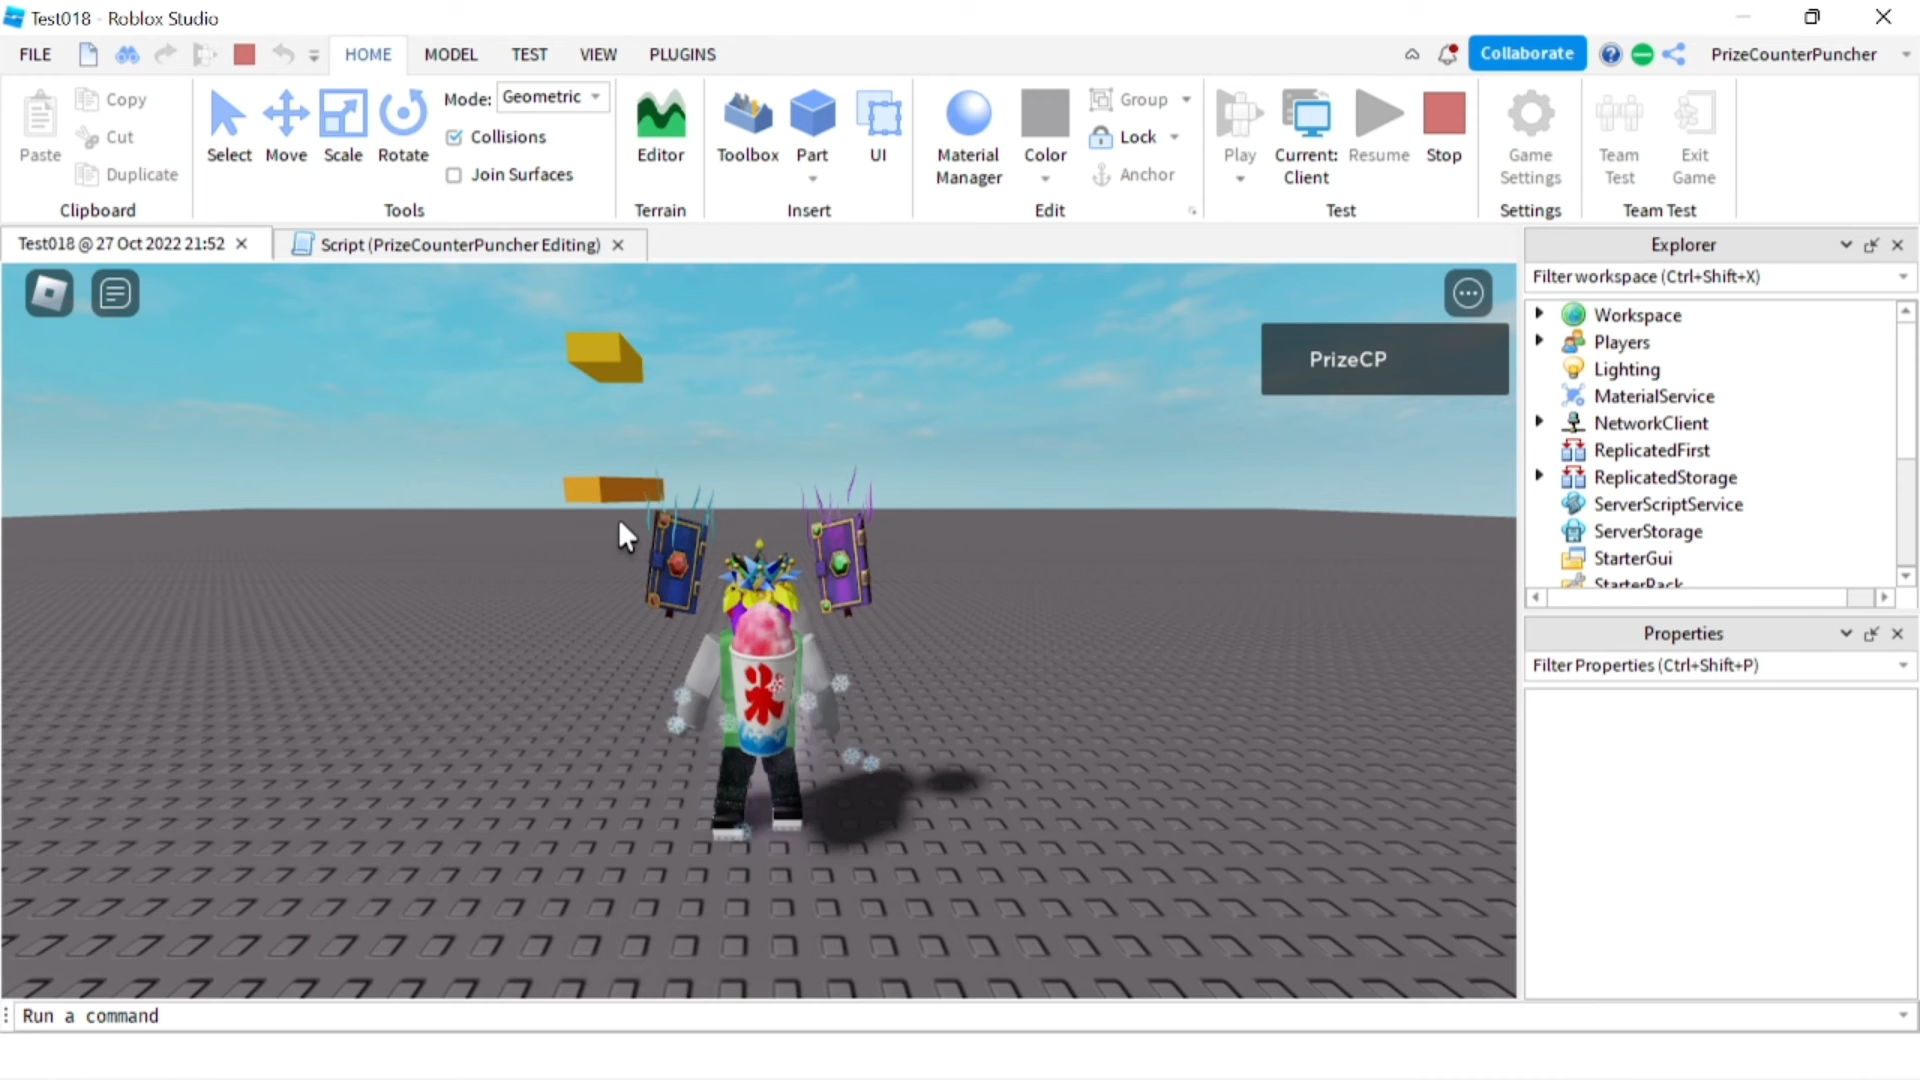 Test018 - Roblox Studio
FILE HOME MODEL TEST VIEW PLUGINS Collaborate PrizeCounterPuncher
Paste Copy Cut Duplicate
Clipboard
Select Move Scale Rotate Mode: Geometric Collisions Join Surfaces
Tools
Editor
Terrain
Toolbox Part UI
Insert
Material Manager Color Group Lock Anchor
Edit
Play Current: Client Resume Stop
Test
Game Settings
Settings
Team Test Exit Game
Team Test
Test018 @ 27 Oct 2022 21:52 Script (PrizeCounterPuncher Editing)
PrizeCP
氷
Explorer
Filter workspace (Ctrl+Shift+X)
Workspace
Players
Lighting
MaterialService
NetworkClient
ReplicatedFirst
ReplicatedStorage
ServerScriptService
ServerStorage
StarterGui
StarterPack
Properties
Filter Properties (Ctrl+Shift+P)
Run a command